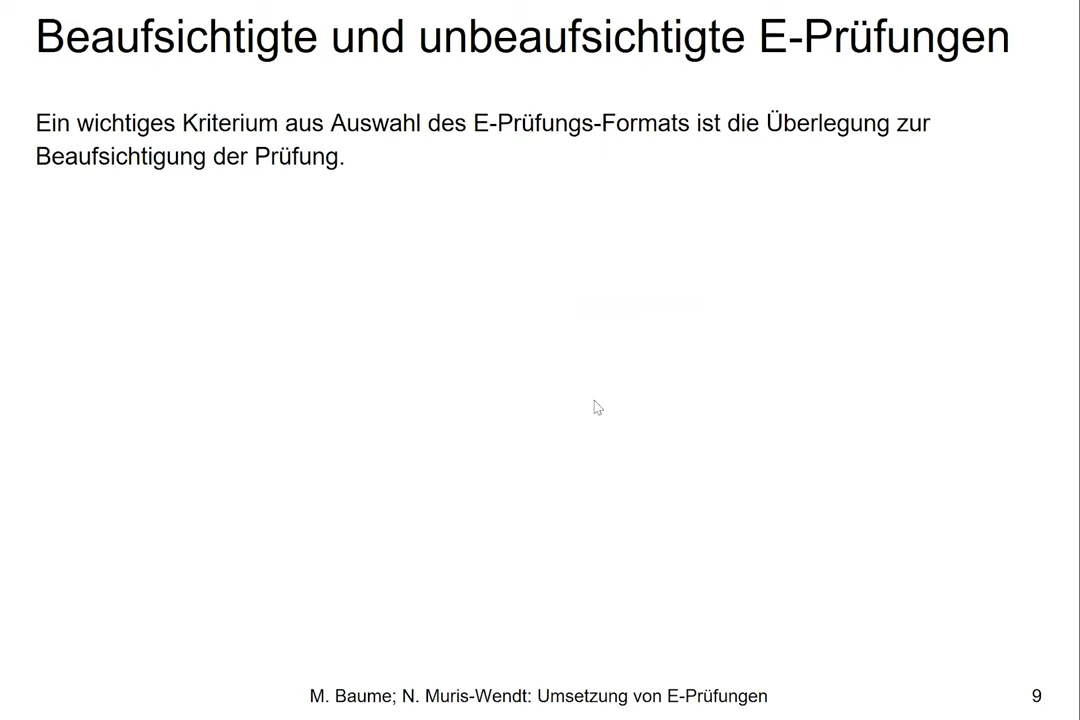 Beaufsichtigte und unbeaufsichtigte E-Prüfungen
Ein wichtiges Kriterium aus Auswahl des E-Prüfungs-Formats ist die Überlegung zur
Beaufsichtigung der Prüfung.
M. Baume; N. Muris-Wendt: Umsetzung von E-Prüfungen
9